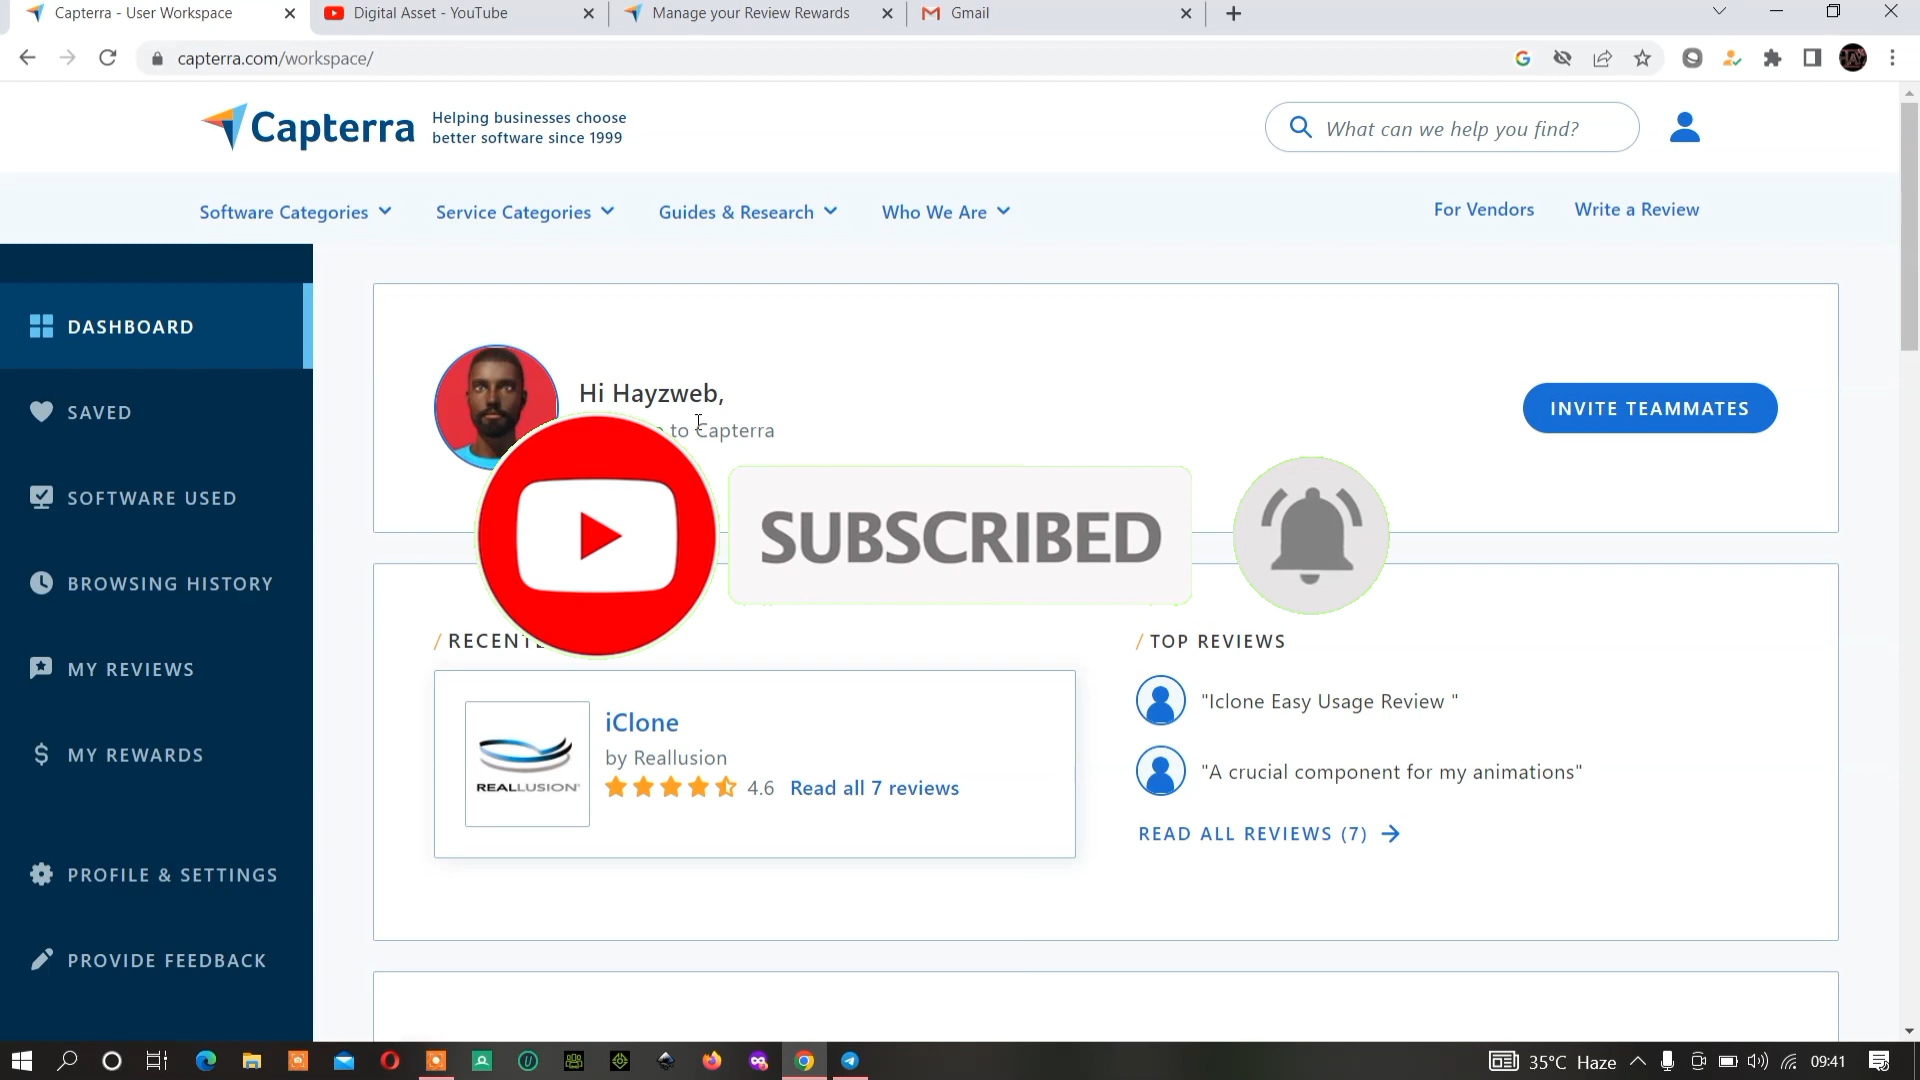 Capterra - User Workspace
Digital Asset - YouTube
Manage your Review Rewards
Gmail
capterra.com/workspace/
Capterra
Helping businesses choose
better software since 1999
What can we help you find?
Software Categories
Service Categories
Guides & Research
Who We Are
For Vendors
Write a Review
DASHBOARD
SAVED
SOFTWARE USED
BROWSING HISTORY
MY REVIEWS
MY REWARDS
PROFILE & SETTINGS
PROVIDE FEEDBACK
Hi Hayzweb,
to Capterra
INVITE TEAMMATES
SUBSCRIBED
/ TOP REVIEWS
REALLUSION
iClone
by Reallusion
4.6 Read all 7 reviews
"Iclone Easy Usage Review "
"A crucial component for my animations"
READ ALL REVIEWS (7)
35°C Haze
09:41